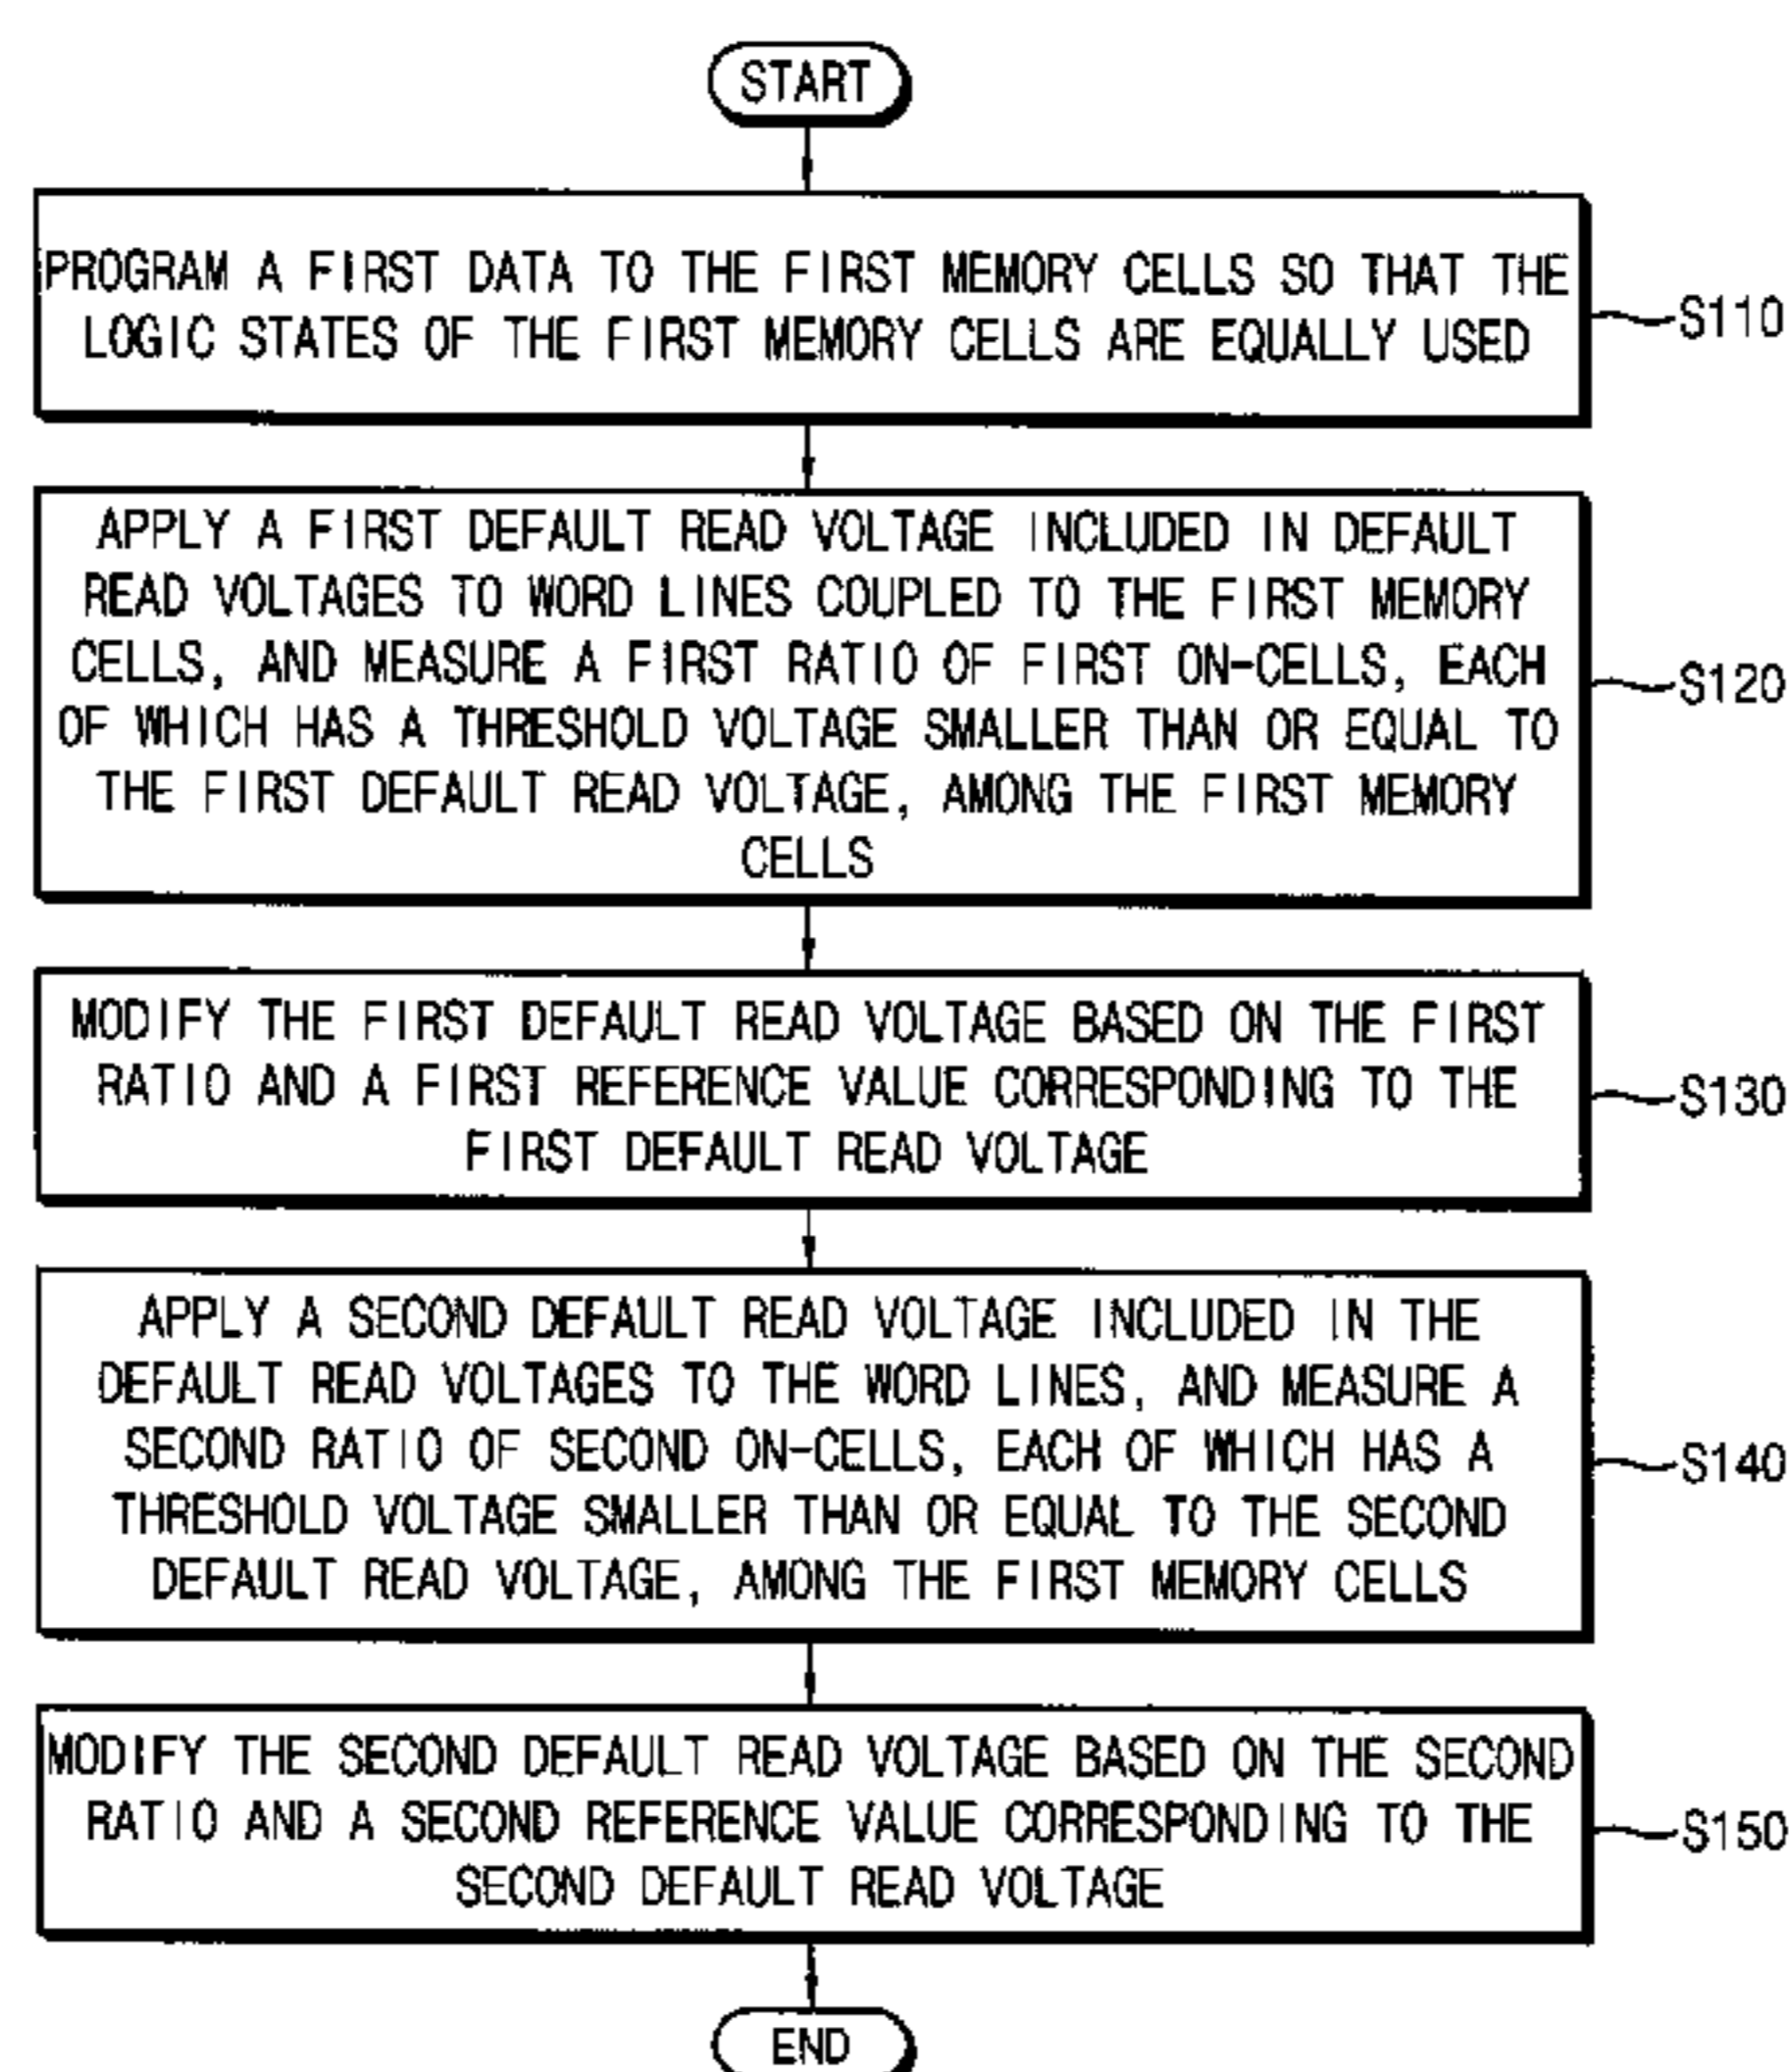 START
PROGRAM A FIRST DATA TO THE FIRST MEMORY CELLS SO THAT THE
LOGIC STATES OF THE FIRST MEMORY CELLS ARE EQUALLY USED
S110
APPLY A FIRST DEFAULT READ VOLTAGE INCLUDED IN DEFAULT
READ VOLTAGES TO WORD LINES COUPLED TO THE FIRST MEMORY
CELLS, AND MEASURE A FIRST RATIO OF FIRST ON-CELLS, EACH
OF WHICH HAS A THRESHOLD VOLTAGE SMALLER THAN OR EQUAL TO
THE FIRST DEFAULT READ VOLTAGE, AMONG THE FIRST MEMORY
CELLS
S120
MODIFY THE FIRST DEFAULT READ VOLTAGE BASED ON THE FIRST
RATIO AND A FIRST REFERENCE VALUE CORRESPONDING TO THE
FIRST DEFAULT READ VOLTAGE
S130
APPLY A SECOND DEFAULT READ VOLTAGE INCLUDED IN THE
DEFAULT READ VOLTAGES TO THE WORD LINES, AND MEASURE A
SECOND RATIO OF SECOND ON-CELLS, EACH OF WHICH HAS A
THRESHOLD VOLTAGE SMALLER THAN OR EQUAL TO THE SECOND
DEFAULT READ VOLTAGE, AMONG THE FIRST MEMORY CELLS
S140
MODIFY THE SECOND DEFAULT READ VOLTAGE BASED ON THE SECOND
RATIO AND A SECOND REFERENCE VALUE CORRESPONDING TO THE
SECOND DEFAULT READ VOLTAGE
S150
END